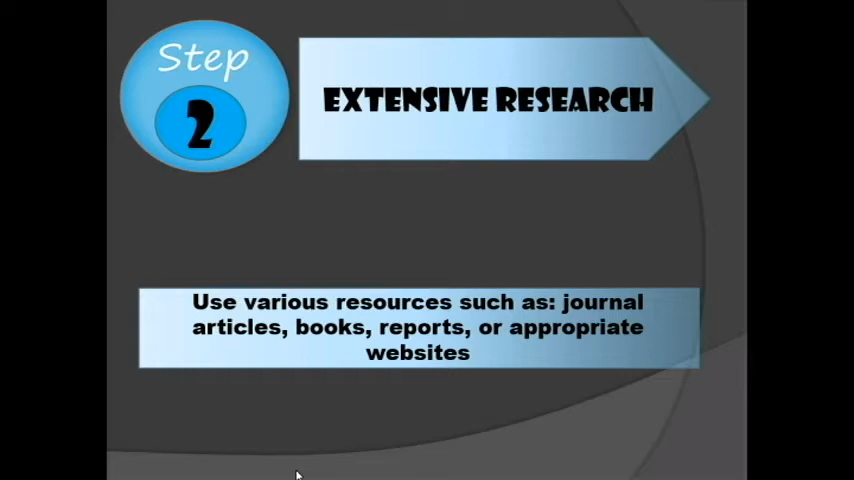 Step
2
EXTENSIVE RESEARCH
Use various resources such as: journal
articles, books, reports, or appropriate
websites